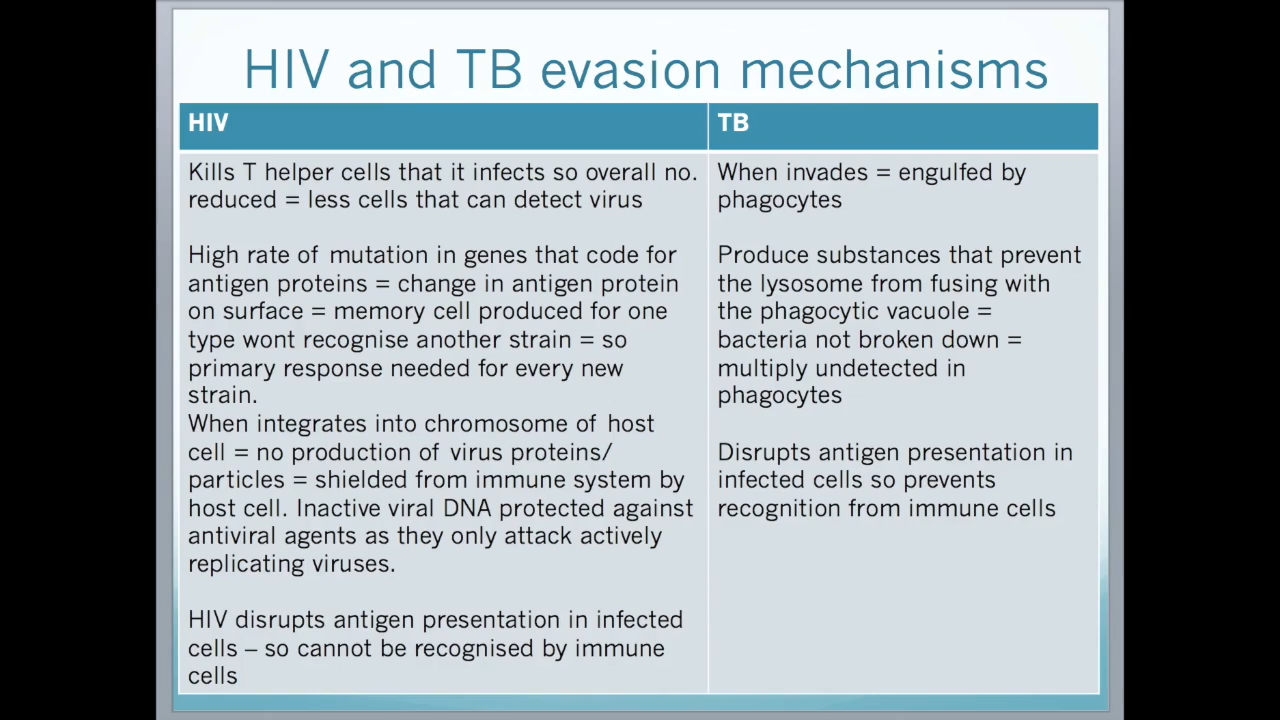 HIV and TB evasion mechanisms
HIV
TB
Kills T helper cells that it infects so overall no.
reduced = less cells that can detect virus
High rate of mutation in genes that code for
antigen proteins = change in antigen protein
on surface = memory cell produced for one
type wont recognise another strain = so
primary response needed for every new
strain.
When integrates into chromosome of host
cell = no production of virus proteins/
particles = shielded from immune system by
host cell. Inactive viral DNA protected against
antiviral agents as they only attack actively
replicating viruses.
HIV disrupts antigen presentation in infected
cells – so cannot be recognised by immune
cells
When invades = engulfed by
phagocytes
Produce substances that prevent
the lysosome from fusing with
the phagocytic vacuole =
bacteria not broken down =
multiply undetected in
phagocytes
Disrupts antigen presentation in
infected cells so prevents
recognition from immune cells